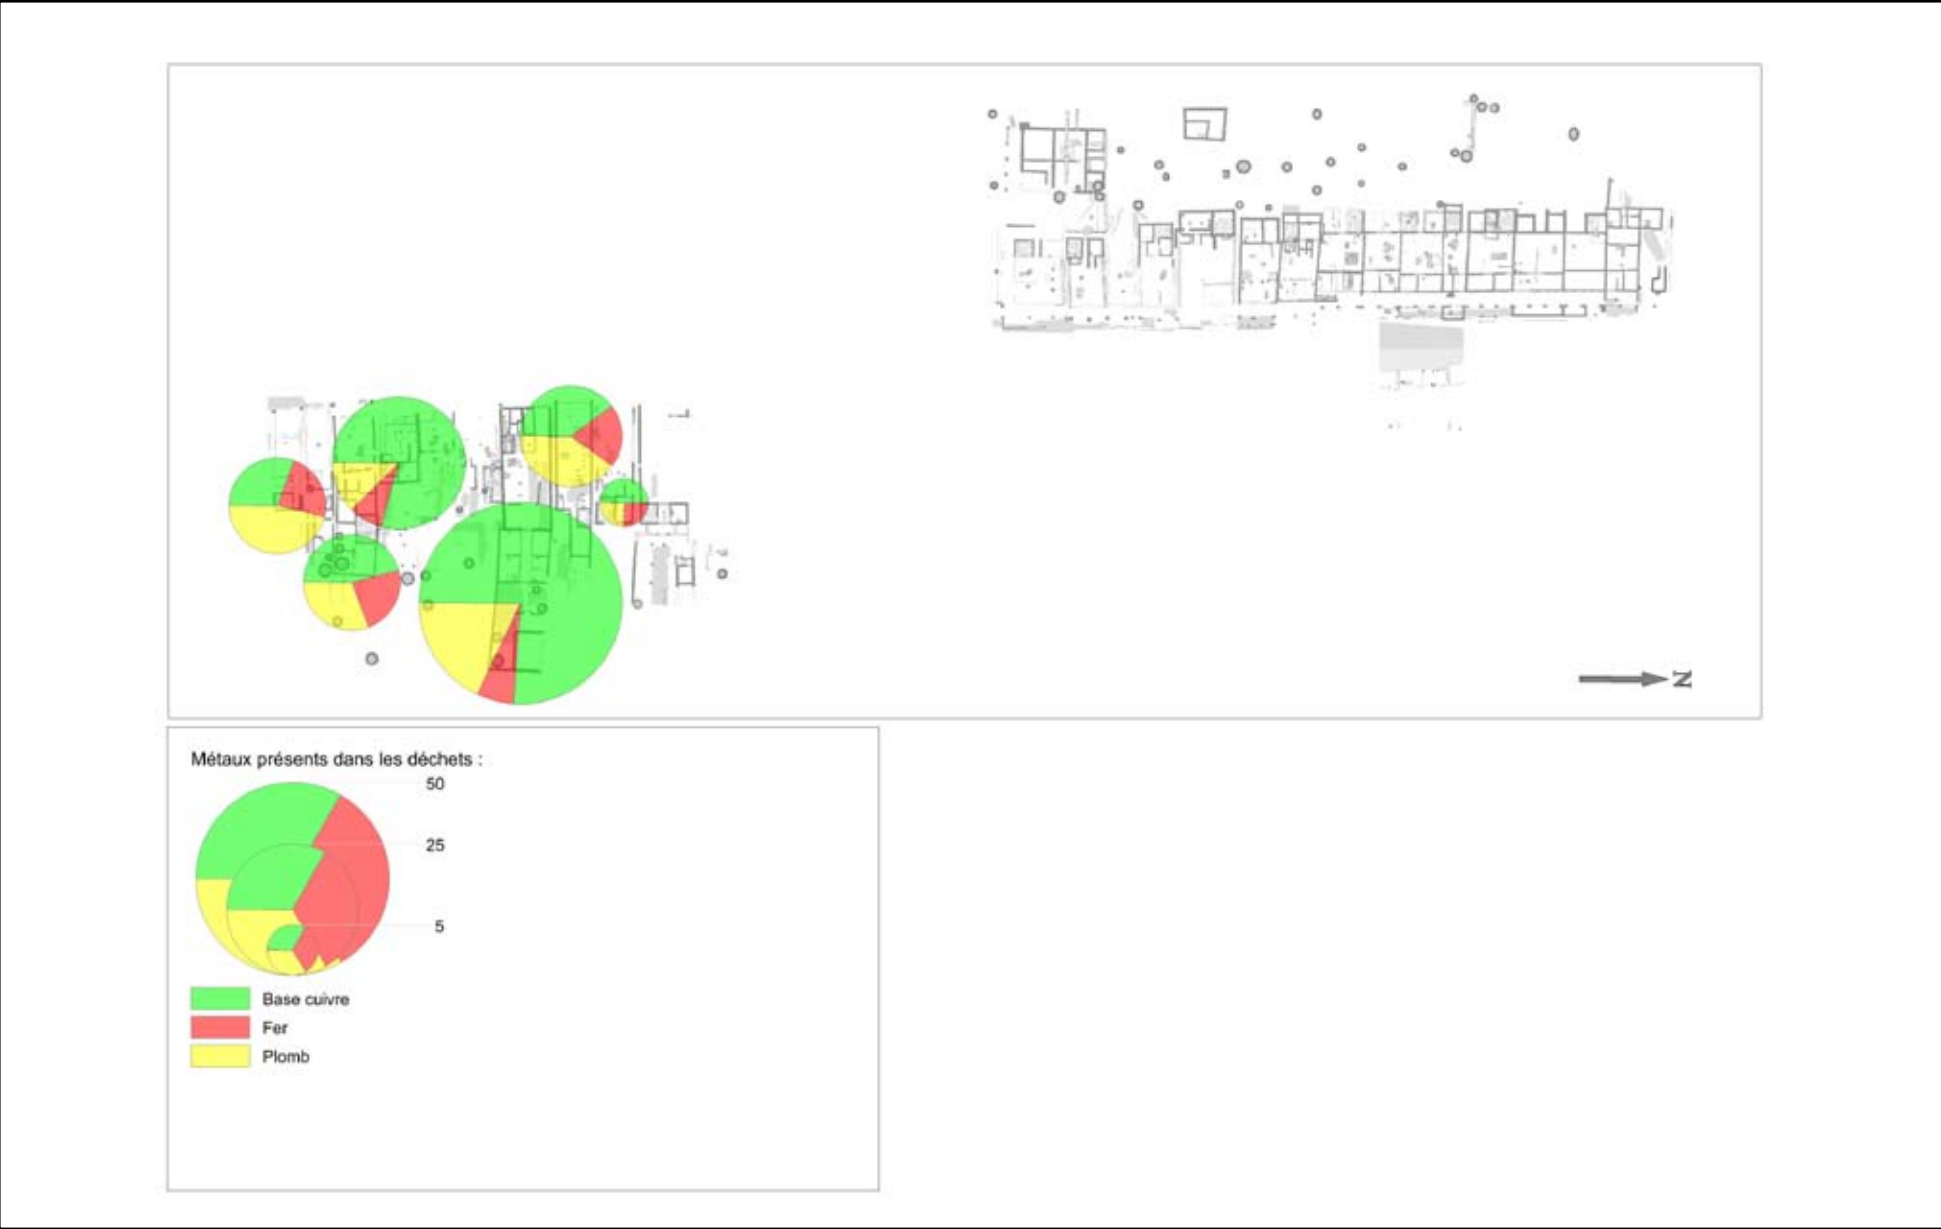 N
Métaux présents dans les déchets :
50
25
5
Base cuivre
Fer
Plomb